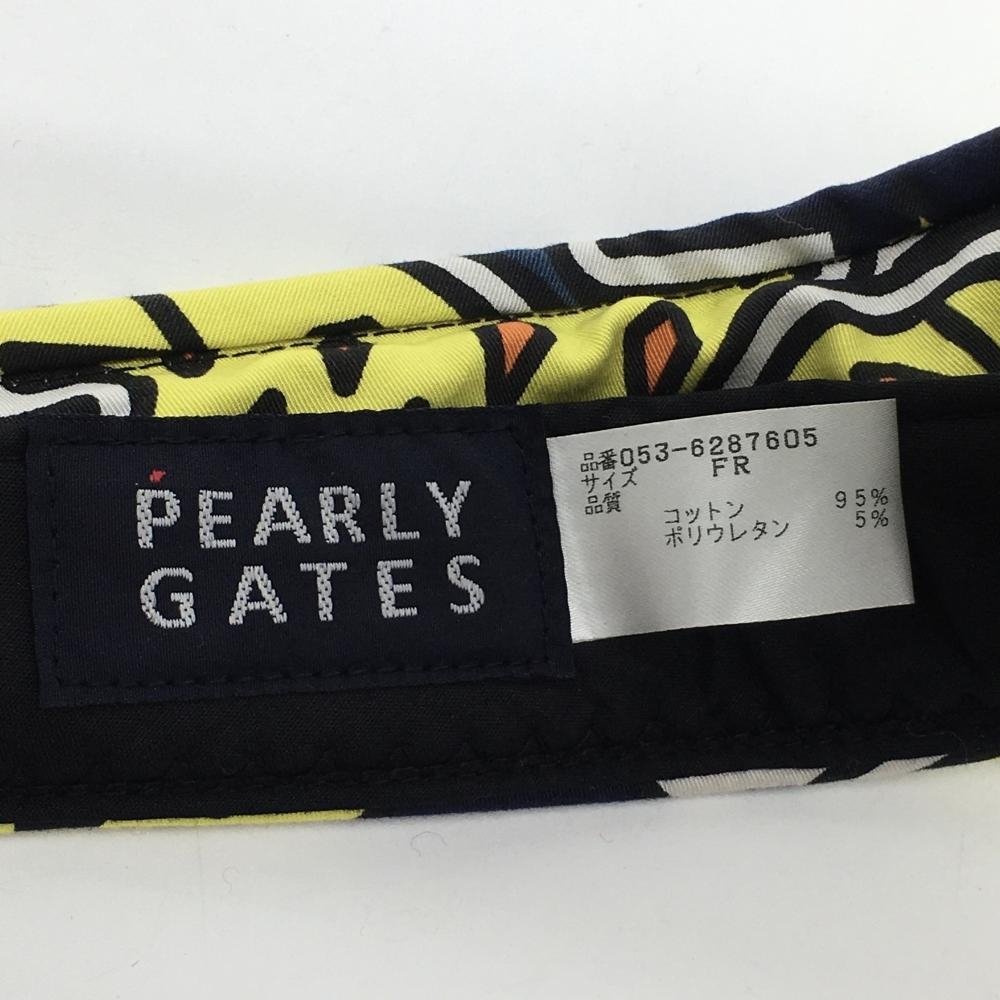 PEARLY
GATES
品番053-6287605
サイズ FR
品質
コットン 95%
ポリウレタン 5%